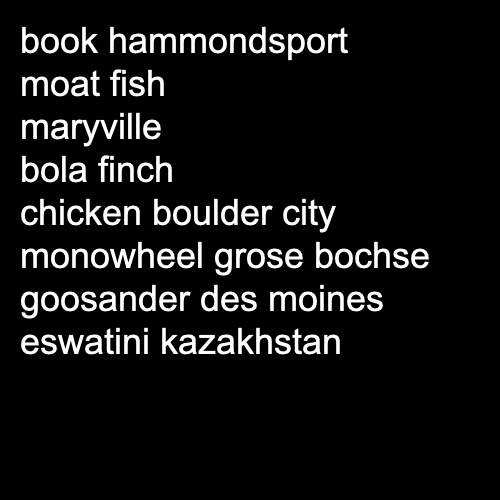 book hammondsport
moat fish
maryville
bola finch
chicken boulder city
monowheel grose bochse
goosander des moines
eswatini kazakhstan